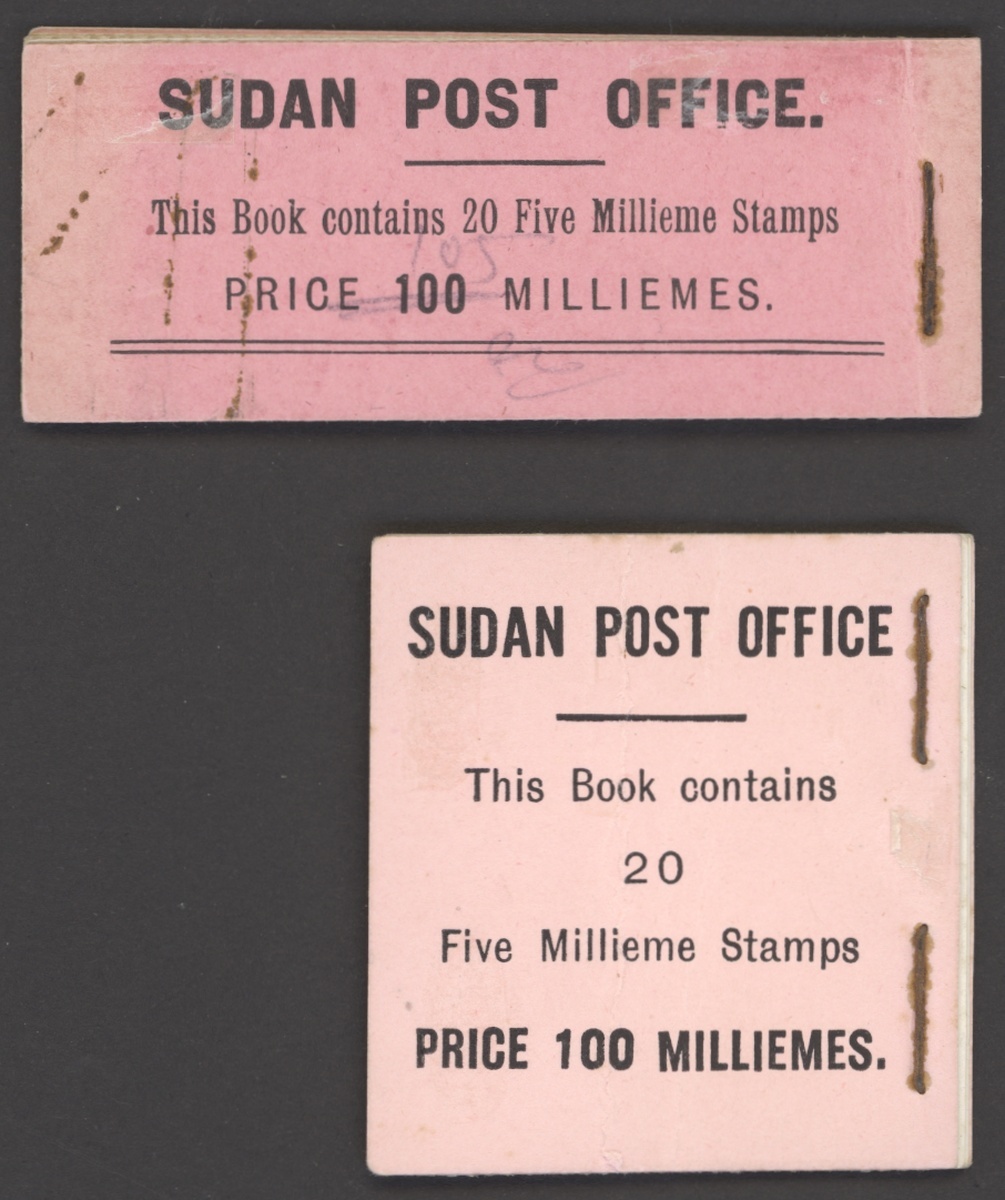 SUDAN POST OFFICE.
This Book contains 20 Five Millieme Stamps
105
PRICE 100 MILLIEMES.
SUDAN POST OFFICE
This Book contains
20
Five Millieme Stamps
PRICE 100 MILLIEMES.